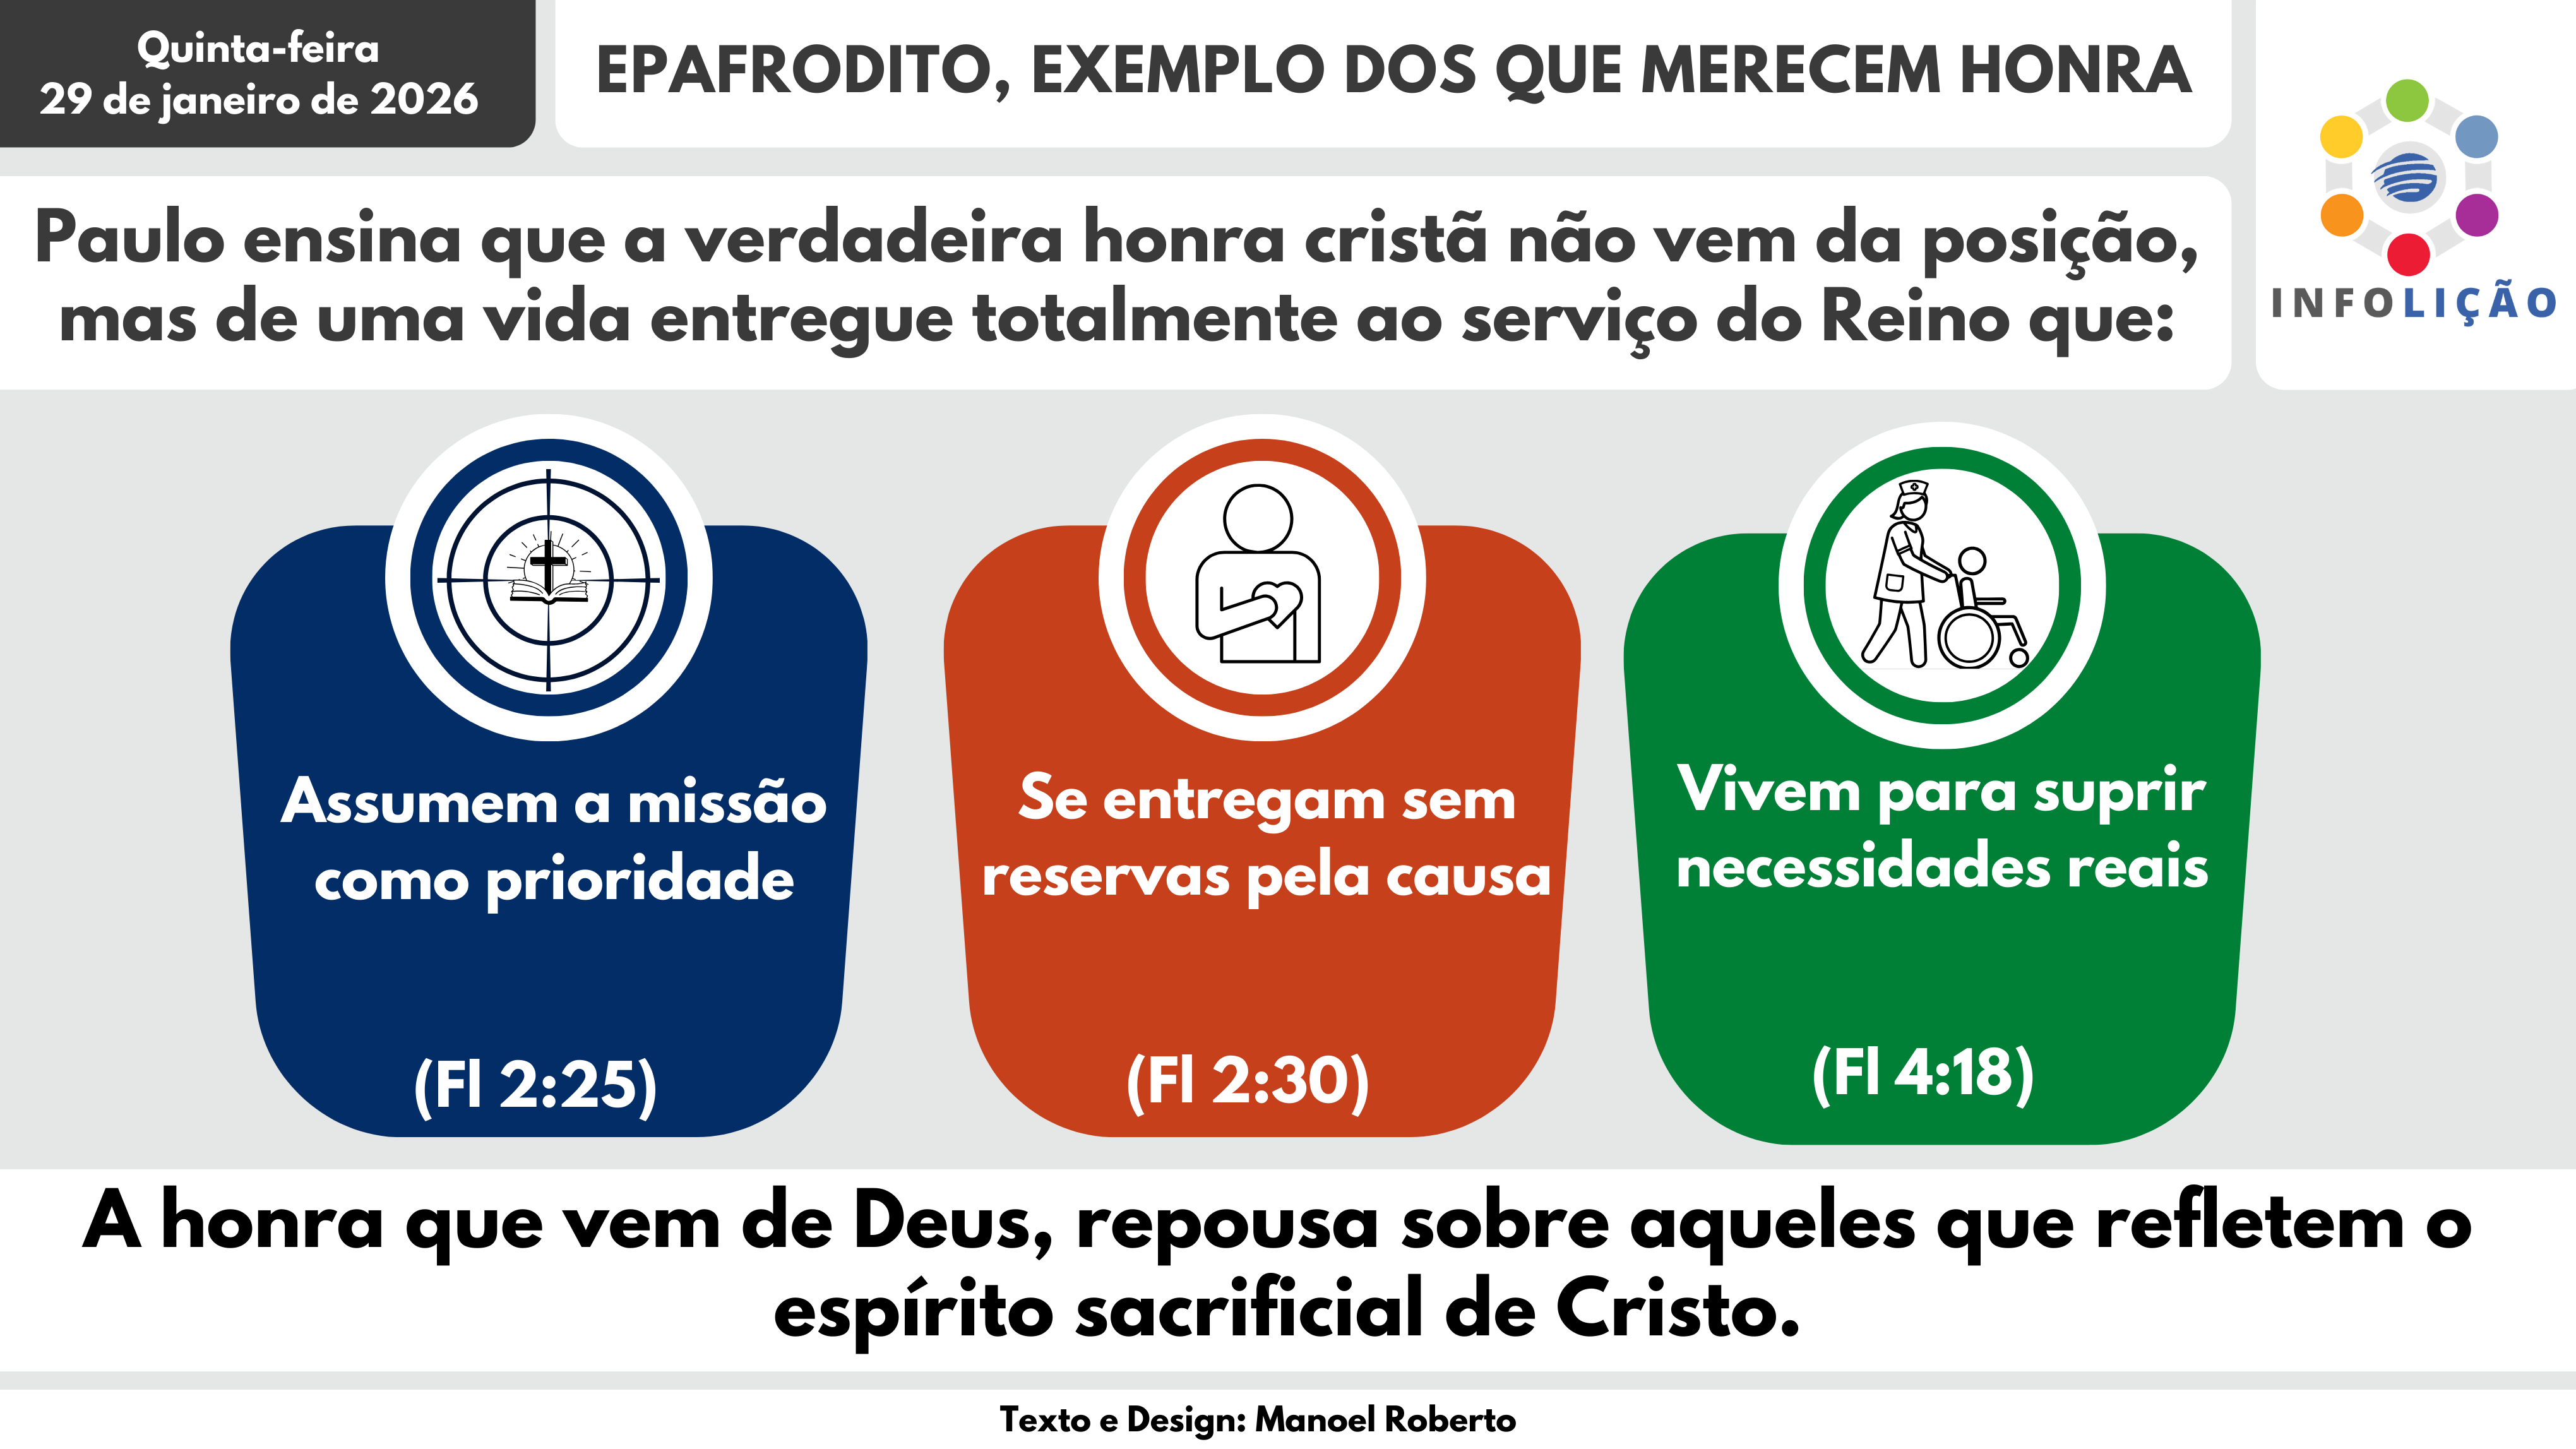 Quinta-feira
29 de janeiro de 2026
EPAFRODITO, EXEMPLO DOS QUE MERECEM HONRA
Paulo ensina que a verdadeira honra cristã não vem da posição,
mas de uma vida entregue totalmente ao serviço do Reino que:
INFOLIÇÃO
Assumem a missão
como prioridade
(Fl 2:25)
Se entregam sem
reservas pela causa
(Fl 2:30)
Vivem para suprir
necessidades reais
(Fl 4:18)
A honra que vem de Deus, repousa sobre aqueles que refletem o
espírito sacrificial de Cristo.
Texto e Design: Manoel Roberto